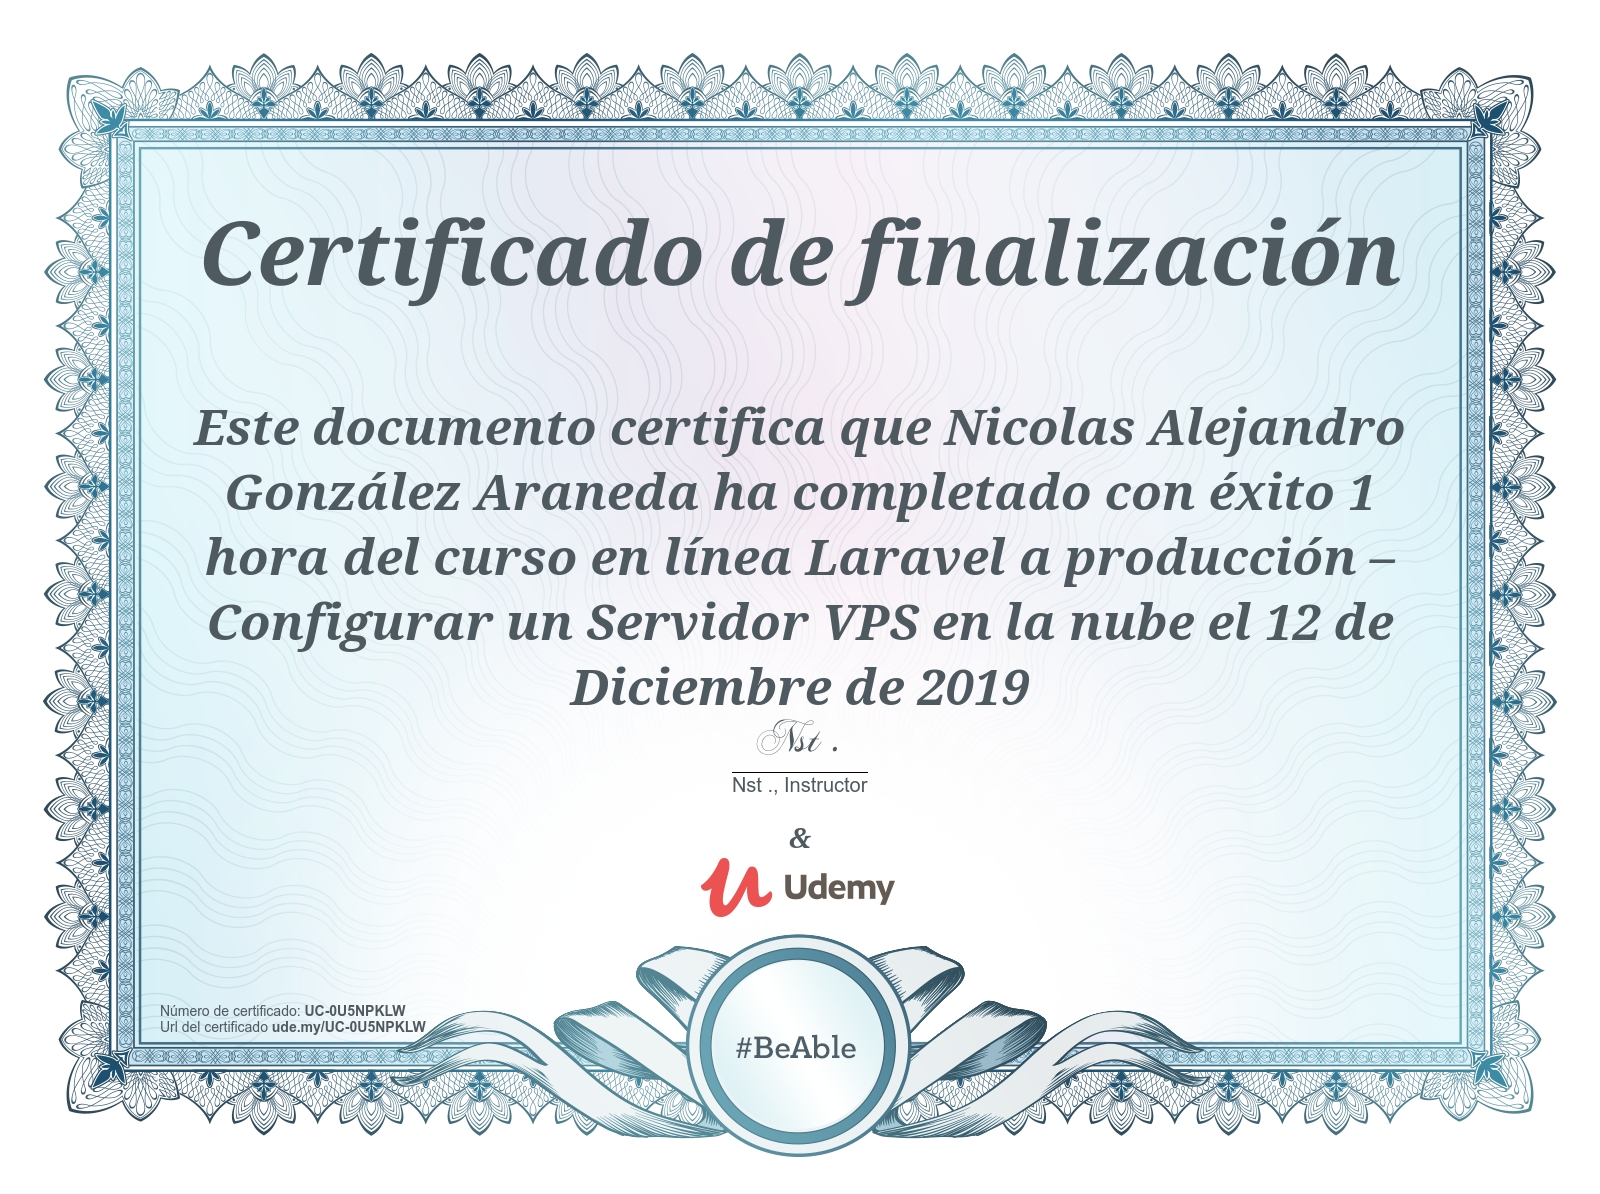 Certificado de finalización
Este documento certifica que Nicolas Alejandro
González Araneda ha completado con éxito 1
hora del curso en línea Laravel a producción –
Configurar un Servidor VPS en la nube el 12 de
Diciembre de 2019
Nst .
Nst ., Instructor
&
Udemy
Número de certificado: UC-0U5NPKLW
Url del certificado ude.my/UC-0U5NPKLW
#BeAble